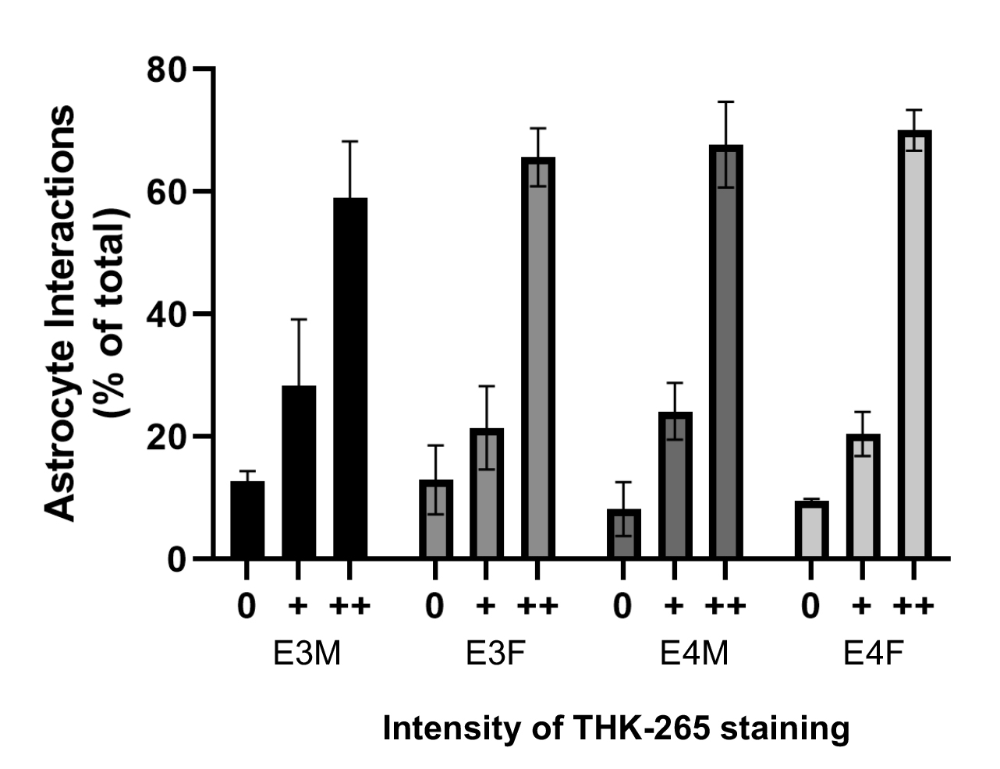 Astrocyte Interactions
(% of total)
80
60
40
20
0
0 + ++ 0 + ++ 0 + ++ 0 + ++
E3M E3F E4M E4F
Intensity of THK-265 staining